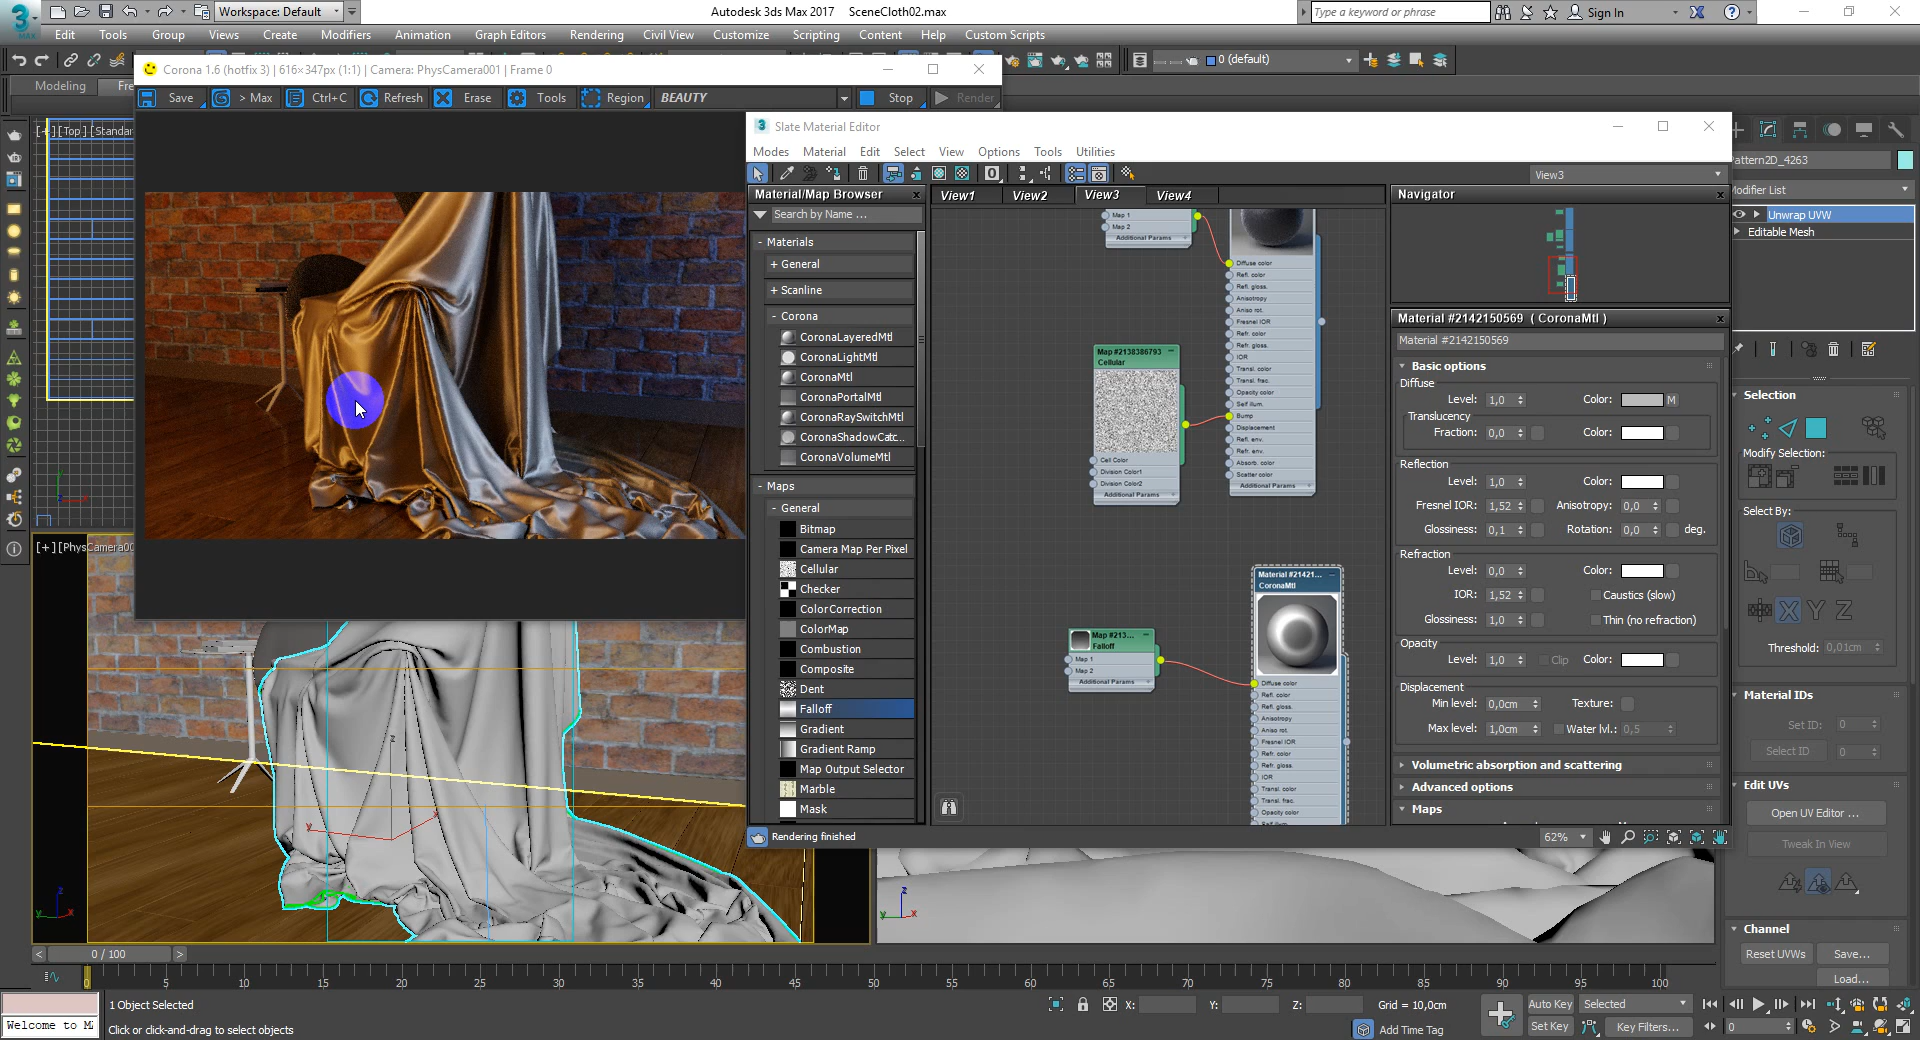 Workspace: Default
Autodesk 3ds Max 2017 SceneCloth02.max
Type a keyword or phrase
Sign In
Edit Tools Group Views Create Modifiers Animation Graph Editors Rendering Civil View Customize Scripting Content Help Custom Scripts
0 (default)
Corona 1.6 (hotfix 3) | 616×347px (1:1) | Camera: PhysCamera001 | Frame 0
Modeling
Save > Max Ctrl+C Refresh Erase Tools Region BEAUTY Stop Render
[+][Top][Standar
Slate Material Editor
Modes Material Edit Select View Options Tools Utilities
View3
Material/Map Browser
Search by Name ...
- Materials
+ General
+ Scanline
- Corona
CoronaLayeredMtl
CoronaLightMtl
CoronaMtl
CoronaPortalMtl
CoronaRaySwitchMtl
CoronaShadowCatc...
CoronaVolumeMtl
- Maps
- General
Bitmap
Camera Map Per Pixel
Cellular
Checker
ColorCorrection
ColorMap
Combustion
Composite
Dent
Falloff
Gradient
Gradient Ramp
Map Output Selector
Marble
Mask
Rendering finished
View1 View2 View3 View4
Map 1
Map 2
Additional Params
Diffuse color
Refl. color
Refl. gloss.
Anisotropy
Aniso rot.
Fresnel IOR
Refr. color
Refr. gloss.
IOR
Transl. color
Transl. frac.
Opacity color
Self illum.
Bump
Displacement
Refl. env.
Refr. env.
Absorb. color
Scatter color
Additional Params
Map #2138386793
Cellular
Cell Color
Division Color1
Division Color2
Additional Params
Map #213...
Falloff
Map 1
Map 2
Additional Params
Material #21421...
CoronaMtl
Diffuse color
Refl. color
Refl. gloss.
Anisotropy
Aniso rot.
Fresnel IOR
Refr. color
Refr. gloss.
IOR
Transl. color
Transl. frac.
Opacity color
62%
Navigator
Material #2142150569 ( CoronaMtl )
Material #2142150569
Basic options
Diffuse
Level: 1,0 Color: M
Translucency
Fraction: 0,0 Color:
Reflection
Level: 1,0 Color:
Fresnel IOR: 1,52 Anisotropy: 0,0
Glossiness: 0,1 Rotation: 0,0 deg.
Refraction
Level: 0,0 Color:
IOR: 1,52 Caustics (slow)
Glossiness: 1,0 Thin (no refraction)
Opacity
Level: 1,0 Clip Color:
Displacement
Min level: 0,0cm Texture:
Max level: 1,0cm Water lvl.: 0,5
Volumetric absorption and scattering
Advanced options
Maps
attern2D_4263
Modifier List
Unwrap UVW
Editable Mesh
Selection
Modify Selection:
Select By:
X Y Z
Threshold: 0,01cm
Material IDs
Set ID: 0
Select ID 0
Edit UVs
Open UV Editor ...
Tweak In View
Channel
Reset UVWs Save...
Load...
[+][PhysCamera00
0 / 100
0 5 10 15 20 25 30 35 40 45 50 55 60 65 70 75 80 85 90 95 100
1 Object Selected
Welcome to M
Click or click-and-drag to select objects
X: Y: Z: Grid = 10,0cm
Add Time Tag
Auto Key Selected
Set Key Key Filters...
0